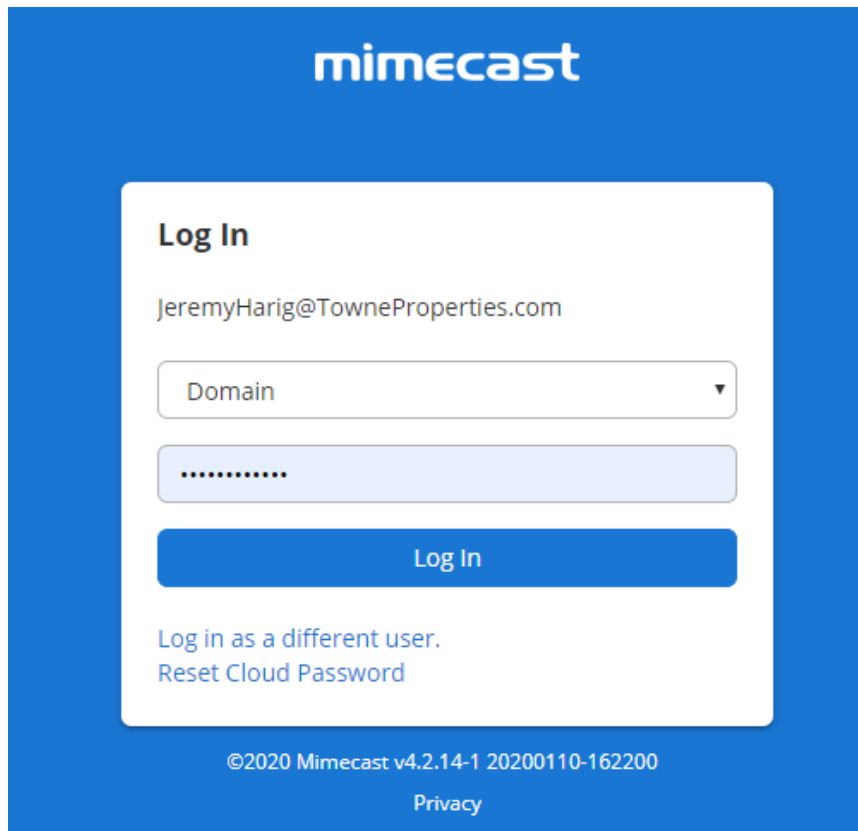 mimecast
Log In
JeremyHarig@TowneProperties.com
Domain
••••••••••••
Log In
Log in as a different user.
Reset Cloud Password
©2020 Mimecast v4.2.14-1 20200110-162200
Privacy